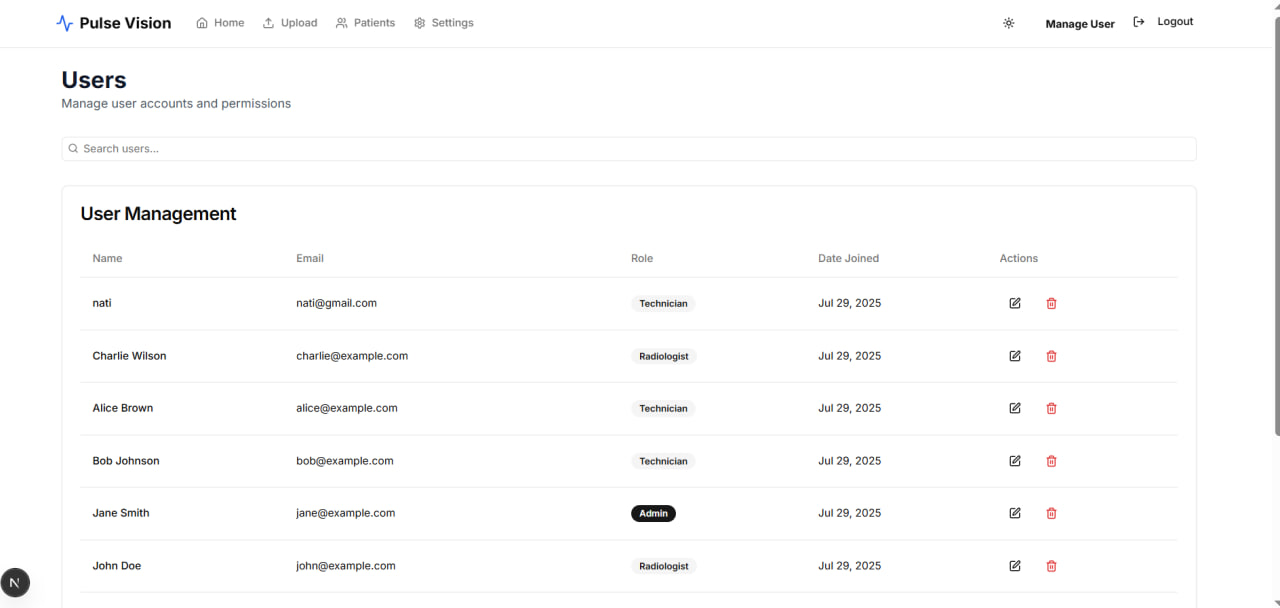 Pulse Vision Home Upload Patients Settings Manage User Logout
Users
Manage user accounts and permissions
Search users...
User Management
Name Email Role Date Joined Actions
nati nati@gmail.com Technician Jul 29, 2025
Charlie Wilson charlie@example.com Radiologist Jul 29, 2025
Alice Brown alice@example.com Technician Jul 29, 2025
Bob Johnson bob@example.com Technician Jul 29, 2025
Jane Smith jane@example.com Admin Jul 29, 2025
John Doe john@example.com Radiologist Jul 29, 2025
N